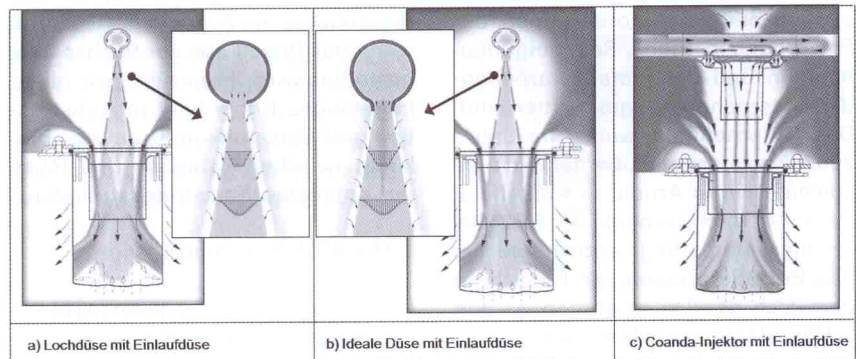 a) Lochdüse mit Einlaufdüse
b) Ideale Düse mit Einlaufdüse
c) Coanda-Injektor mit Einlaufdüse